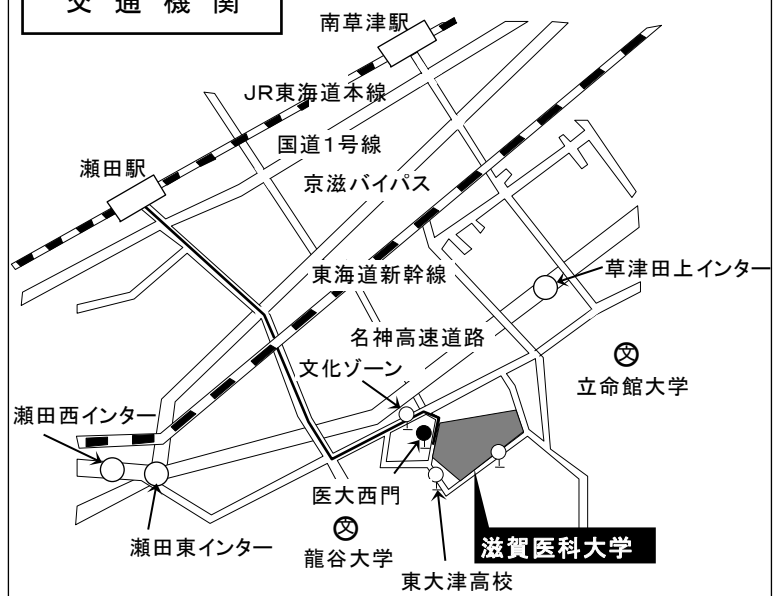 交通機関
南草津駅
JR東海道本線
国道1号線
瀬田駅
京滋バイパス
東海道新幹線
草津田上インター
名神高速道路
文化ゾーン
文
立命館大学
瀬田西インター
医大西門
文
瀬田東インター
龍谷大学
滋賀医科大学
東大津高校